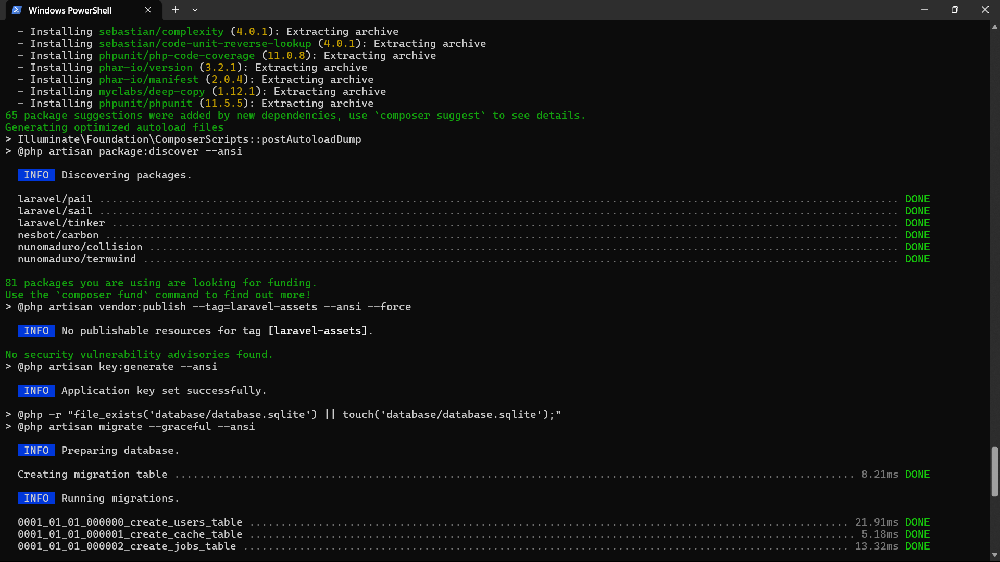 Windows PowerShell
- Installing sebastian/complexity (4.0.1): Extracting archive
- Installing sebastian/code-unit-reverse-lookup (4.0.1): Extracting archive
- Installing phpunit/php-code-coverage (11.0.8): Extracting archive
- Installing phar-io/version (3.2.1): Extracting archive
- Installing phar-io/manifest (2.0.4): Extracting archive
- Installing myclabs/deep-copy (1.12.1): Extracting archive
- Installing phpunit/phpunit (11.5.5): Extracting archive
65 package suggestions were added by new dependencies, use `composer suggest` to see details.
Generating optimized autoload files
> Illuminate\Foundation\ComposerScripts::postAutoloadDump
> @php artisan package:discover --ansi
INFO Discovering packages.
laravel/pail ........................................ DONE
laravel/sail ........................................ DONE
laravel/tinker ........................................ DONE
nesbot/carbon ........................................ DONE
nunomaduro/collision ........................................ DONE
nunomaduro/termwind ........................................ DONE
81 packages you are using are looking for funding.
Use the `composer fund` command to find out more!
> @php artisan vendor:publish --tag=laravel-assets --ansi --force
INFO No publishable resources for tag [laravel-assets].
No security vulnerability advisories found.
> @php artisan key:generate --ansi
INFO Application key set successfully.
> @php -r "file_exists('database/database.sqlite') || touch('database/database.sqlite');"
> @php artisan migrate --graceful --ansi
INFO Preparing database.
Creating migration table ........................................ 8.21ms DONE
INFO Running migrations.
0001_01_01_000000_create_users_table ........................................ 21.91ms DONE
0001_01_01_000001_create_cache_table ........................................ 5.18ms DONE
0001_01_01_000002_create_jobs_table ........................................ 13.32ms DONE